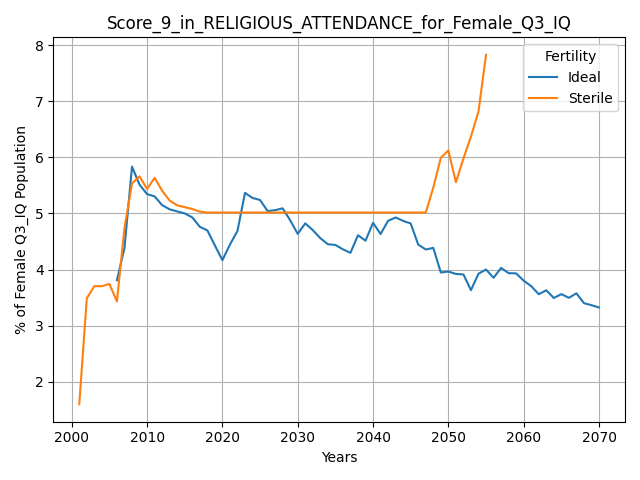 Score_9_in_RELIGIOUS_ATTENDANCE_for_Female_Q3_IQ
% of Female Q3_IQ Population
8
7
6
5
4
3
2
Fertility
Ideal
Sterile
2000 2010 2020 2030 2040 2050 2060 2070
Years